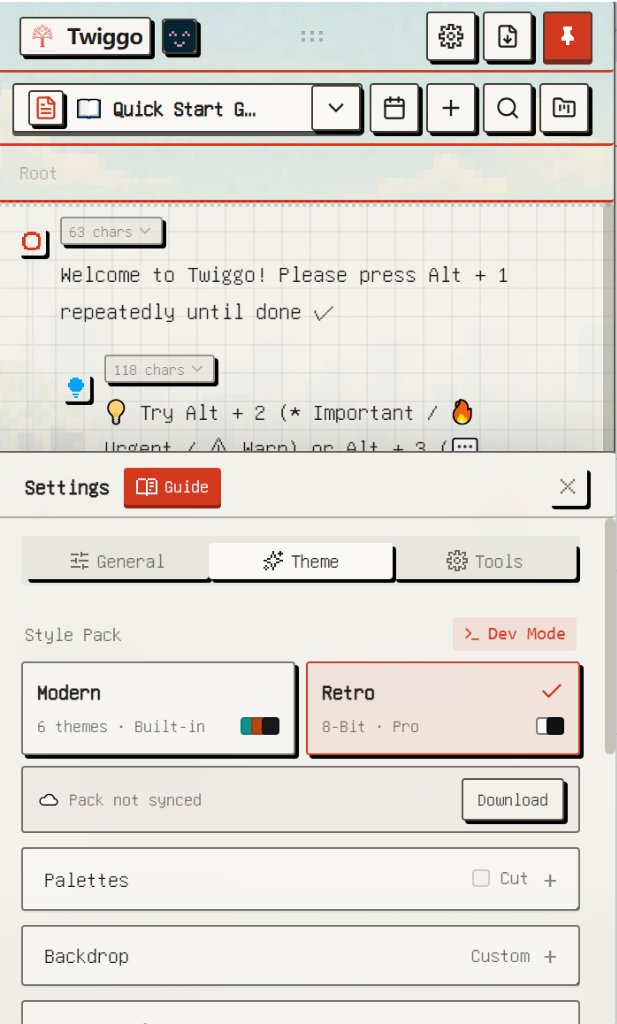 Twiggo
Quick Start G…
Root
63 chars
Welcome to Twiggo! Please press Alt + 1
repeatedly until done ✓
118 chars
💡 Try Alt + 2 (* Important / 🔥
Urgent / ⚠ Warn) or Alt + 3 (💬
Settings
Guide
General
Theme
Tools
Style Pack
>_ Dev Mode
Modern
6 themes · Built-in
Retro
8-Bit · Pro
Pack not synced
Download
Palettes
Cut +
Backdrop
Custom +